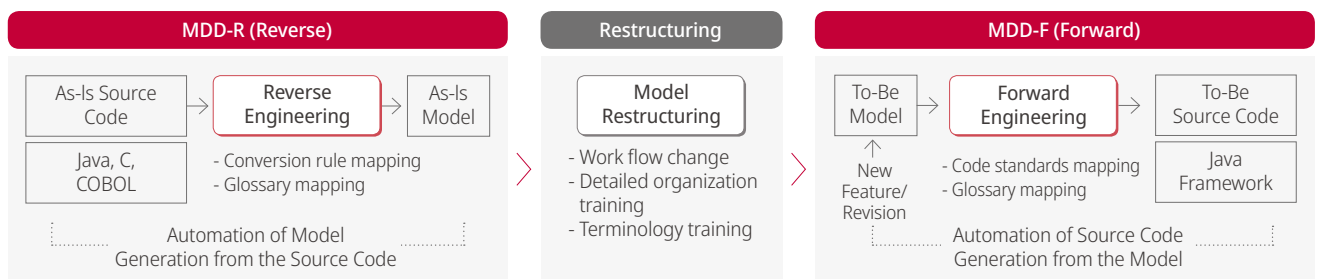 MDD-R (Reverse)
As-Is Source
Code
Reverse
Engineering
As-Is
Model
Java, C,
COBOL
- Conversion rule mapping
- Glossary mapping
Automation of Model
Generation from the Source Code
Restructuring
Model
Restructuring
- Work flow change
- Detailed organization
training
- Terminology training
MDD-F (Forward)
To-Be
Model
Forward
Engineering
To-Be
Source Code
New
Feature/
Revision
- Code standards mapping
- Glossary mapping
Java
Framework
Automation of Source Code
Generation from the Model